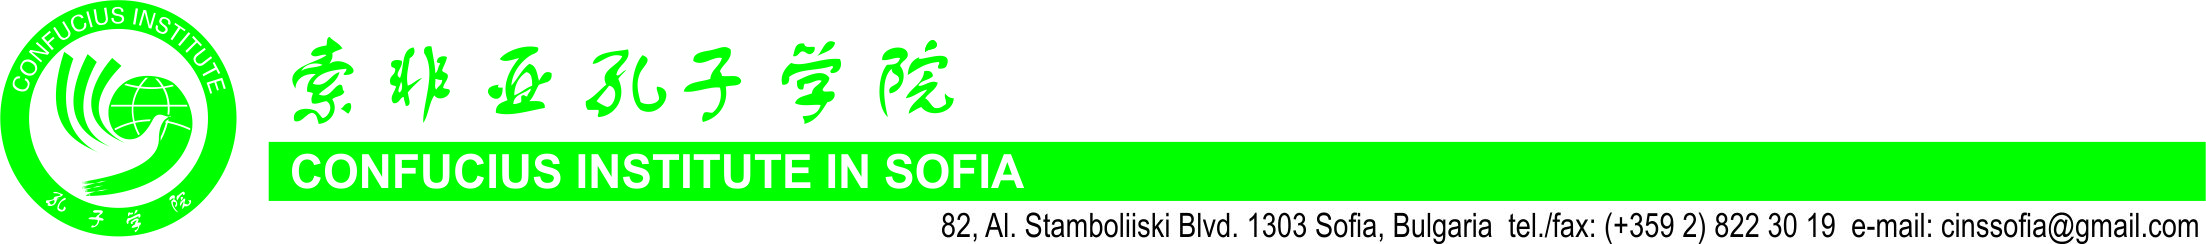 CONFUCIUS INSTITUTE
孔子学院
索非亚孔子学院
CONFUCIUS INSTITUTE IN SOFIA
82, Al. Stamboliiski Blvd. 1303 Sofia, Bulgaria  tel./fax: (+359 2) 822 30 19  e-mail: cinssofia@gmail.com